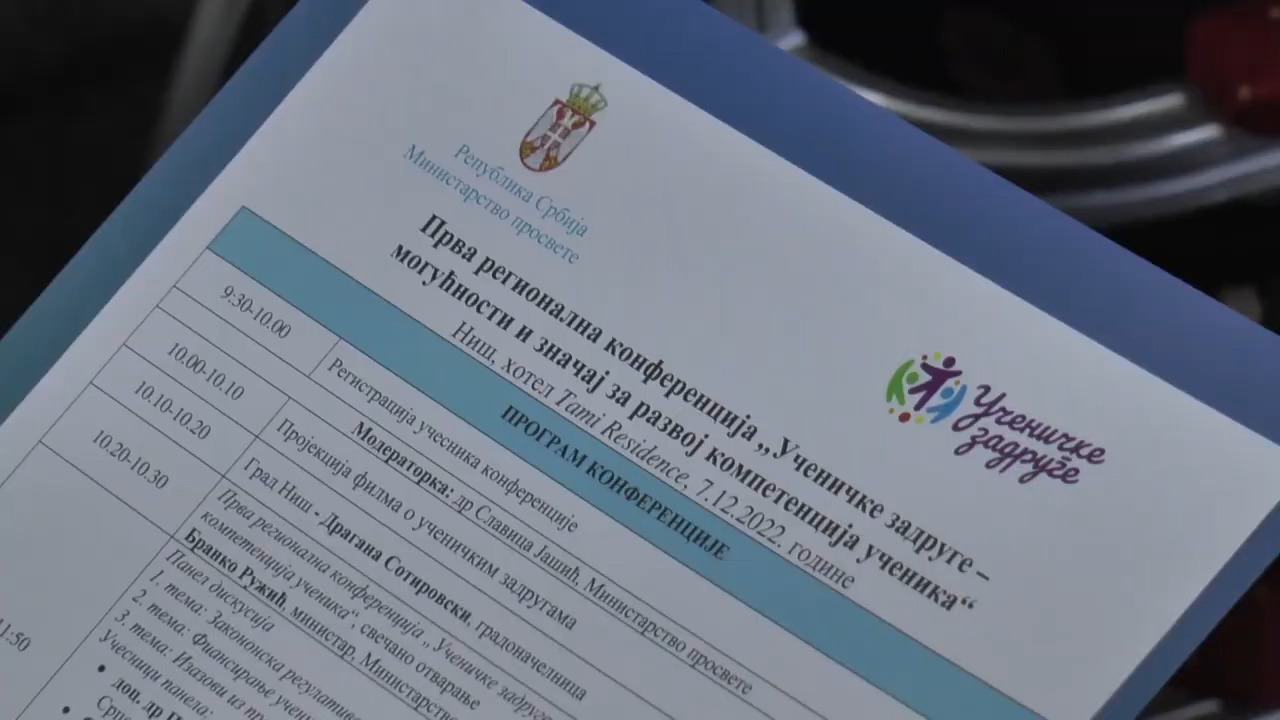 Република Србија
Министарство просвете
Прва регионална конференција „Ученичке задруге –
могућности и значај за развој компетенција ученика“
Ниш, хотел Tami Residence, 7.12.2022. године
Ученичке
задруге
ПРОГРАМ КОНФЕРЕНЦИЈЕ
9:30-10.00
Регистрација учесника конференције
Модераторка: др Славица Јашић, Министарство просвете
10.00-10.10
Пројекција филма о ученичким задругама
10.10-10.20
Град Ниш - Драгана Сотировски, градоначелница
10.20-10.30
Прва регионална конференција „ Ученичке задруге
компетенција ученика“, свечано отварање
Бранко Ружић, министар, Министарство
1:50
Панел дискусија
1. тема: Законска регулатива
2. тема: Финансирање
3. тема: Изазови из
Учесници панела:
• доц. др